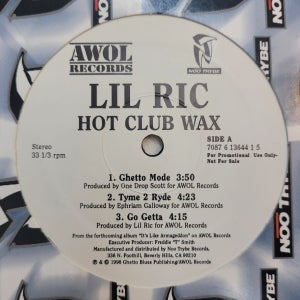 AWOL
RECORDS
NOO TRYBE
LIL RIC
HOT CLUB WAX
Stereo
33 1/3 rpm
SIDE A
7087 6 13644 1 5
For Promotional Use Only-
Not For Sale
1. Ghetto Mode 3:50
Produced by One Drop Scott for AWOL Records
2. Tyme 2 Ryde 4:23
Produced by Ephriam Galloway for AWOL Records
3. Go Getta 4:15
Produced by Lil Ric for AWOL Records
From the forthcoming album "It's Like Armageddon" on AWOL Records
Executive Producer: Freddie "T" Smith
Manufactured and distributed by Noo Trybe Records
338 N. Foothill, Beverly Hills, CA 90210
℗ © 1998 Ghetto Blues Publishing/AWOL Records
NOO TRYBE